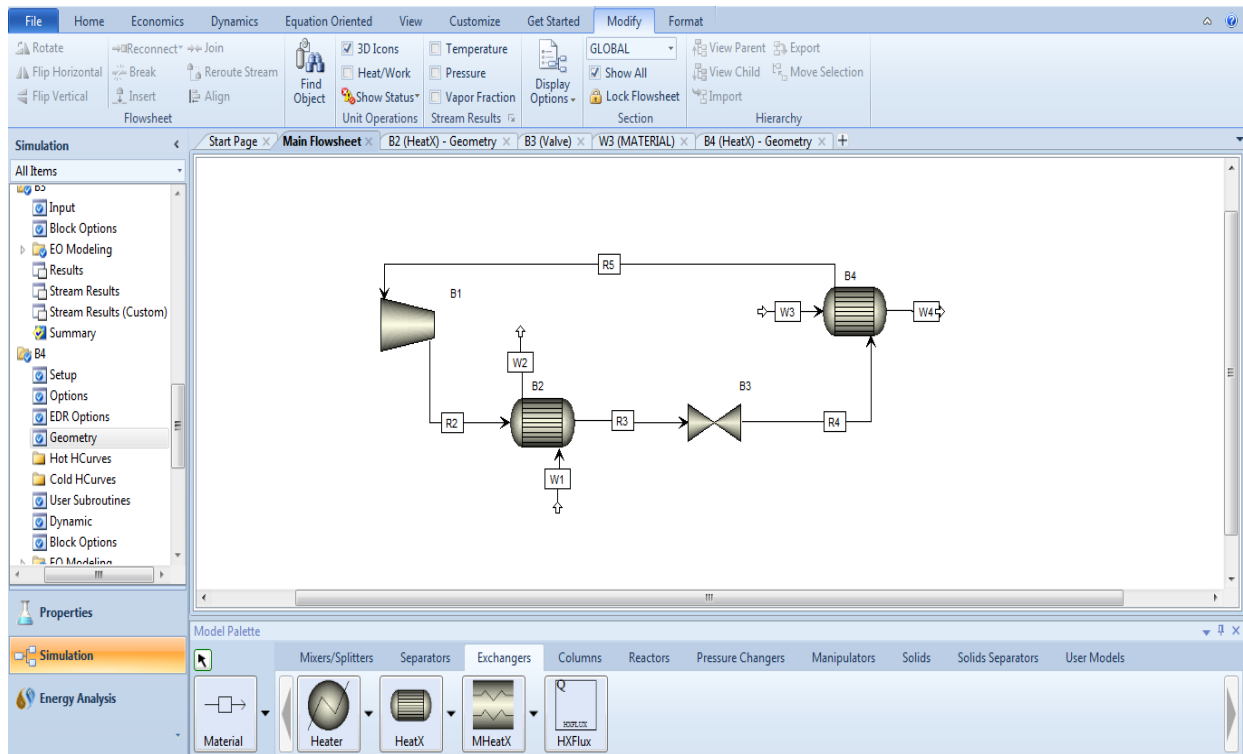 File Home Economics Dynamics Equation Oriented View Customize Get Started Modify Format
Rotate Reconnect Join
Flip Horizontal Break Reroute Stream
Flip Vertical Insert Align
Flowsheet
Find
Object
3D Icons
Heat/Work
Show Status
Unit Operations
Temperature
Pressure
Vapor Fraction
Stream Results
Display
Options
GLOBAL
Show All
Lock Flowsheet
Section
View Parent Export
View Child Move Selection
Import
Hierarchy
Simulation
All Items
Start Page Main Flowsheet B2 (HeatX) - Geometry B3 (Valve) W3 (MATERIAL) B4 (HeatX) - Geometry +
B3
Input
Block Options
EO Modeling
Results
Stream Results
Stream Results (Custom)
Summary
B4
Setup
Options
EDR Options
Geometry
Hot HCurves
Cold HCurves
User Subroutines
Dynamic
Block Options
EO Modeling
Properties
Simulation
Energy Analysis
R5
B4
B1
W3
W4
W2
B2
B3
R2
R3
R4
W1
Model Palette
Mixers/Splitters Separators Exchangers Columns Reactors Pressure Changers Manipulators Solids Solids Separators User Models
Q
HXFLUX
Material Heater HeatX MHeatX HXFlux